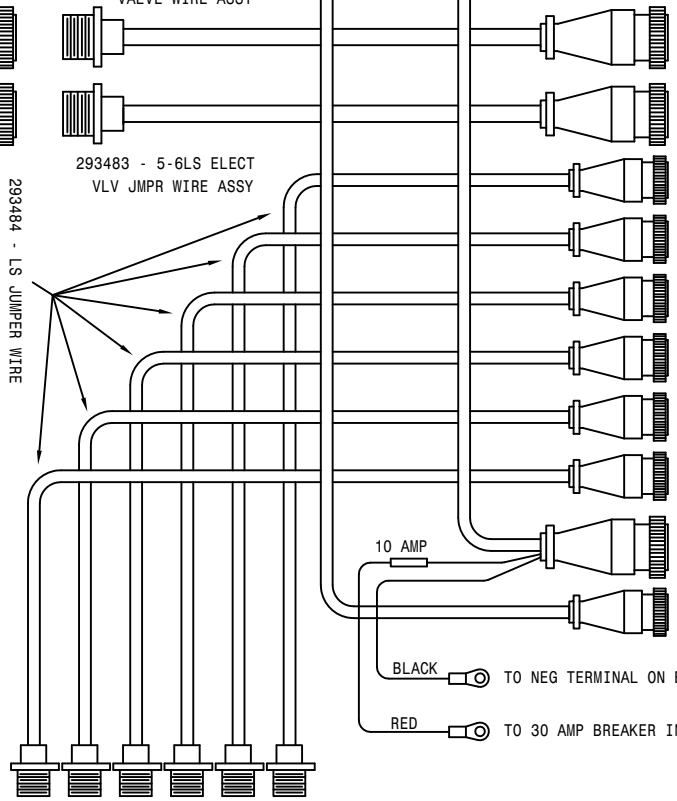 VALVE WIRE ASSY
293483 - 5-6LS ELECT
VLV JMPR WIRE ASSY
293484 - LS JUMPER WIRE
10 AMP
BLACK
TO NEG TERMINAL ON
RED
TO 30 AMP BREAKER